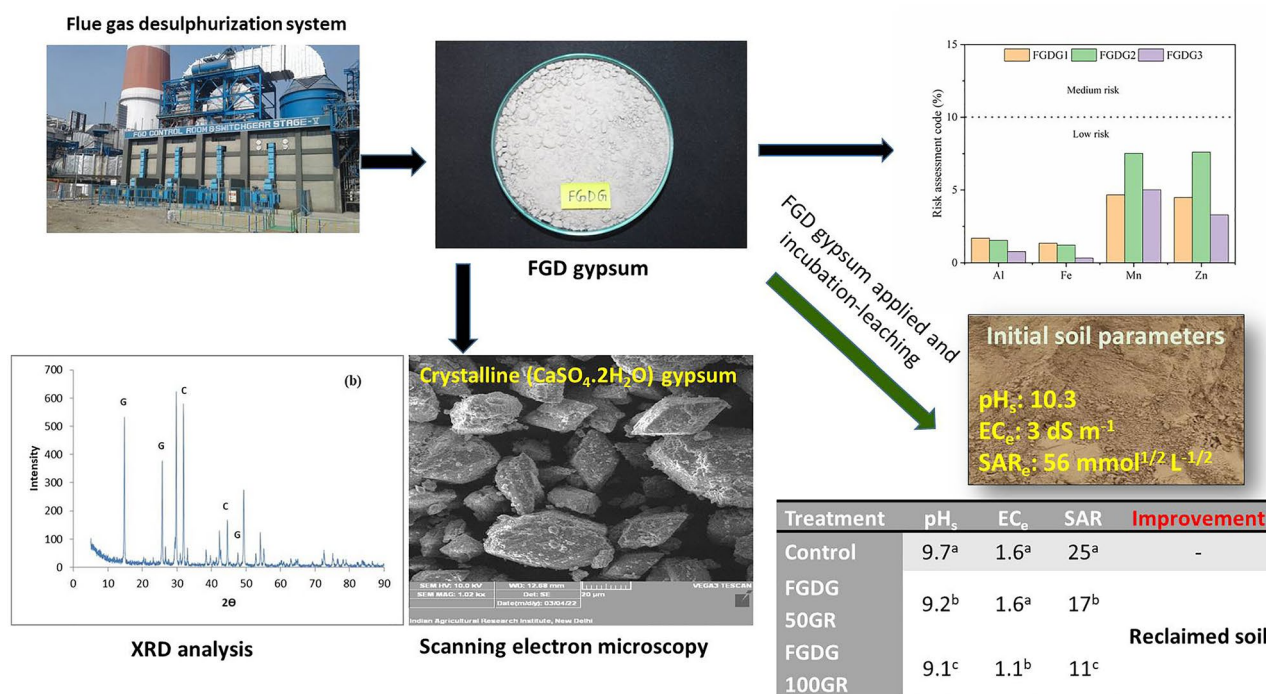 Flue gas desulphurization system
FGD CONTROL ROOM & SWITCHGEAR STAGE-V
FGDG
FGD gypsum
FGDG1 FGDG2 FGDG3
Risk assessment code (%)
15
10
5
0
Medium risk
Low risk
Al Fe Mn Zn
FGD gypsum applied and
incubation-leaching
Initial soil parameters
pHₛ: 10.3
ECₑ: 3 dS m⁻¹
SARₑ: 56 mmol¹ᐟ² L⁻¹ᐟ²
(b)
Intensity
700
600
500
400
300
200
100
0
G
G
C
C
G
0 10 20 30 40 50 60 70 80 90
2Θ
XRD analysis
Crystalline (CaSO₄.2H₂O) gypsum
SEM HV: 10.0 kV WD: 12.88 mm VEGA3 TESCAN
SEM MAG: 1.02 kx Det: SE 20 µm
Date(m/d/y): 03/04/22
Indian Agricultural Research Institute, New Delhi
Scanning electron microscopy
Treatment pHₛ ECₑ SAR Improvement
Control 9.7ᵃ 1.6ᵃ 25ᵃ -
FGDG
50GR 9.2ᵇ 1.6ᵃ 17ᵇ
Reclaimed soil
FGDG
100GR 9.1ᶜ 1.1ᵇ 11ᶜ